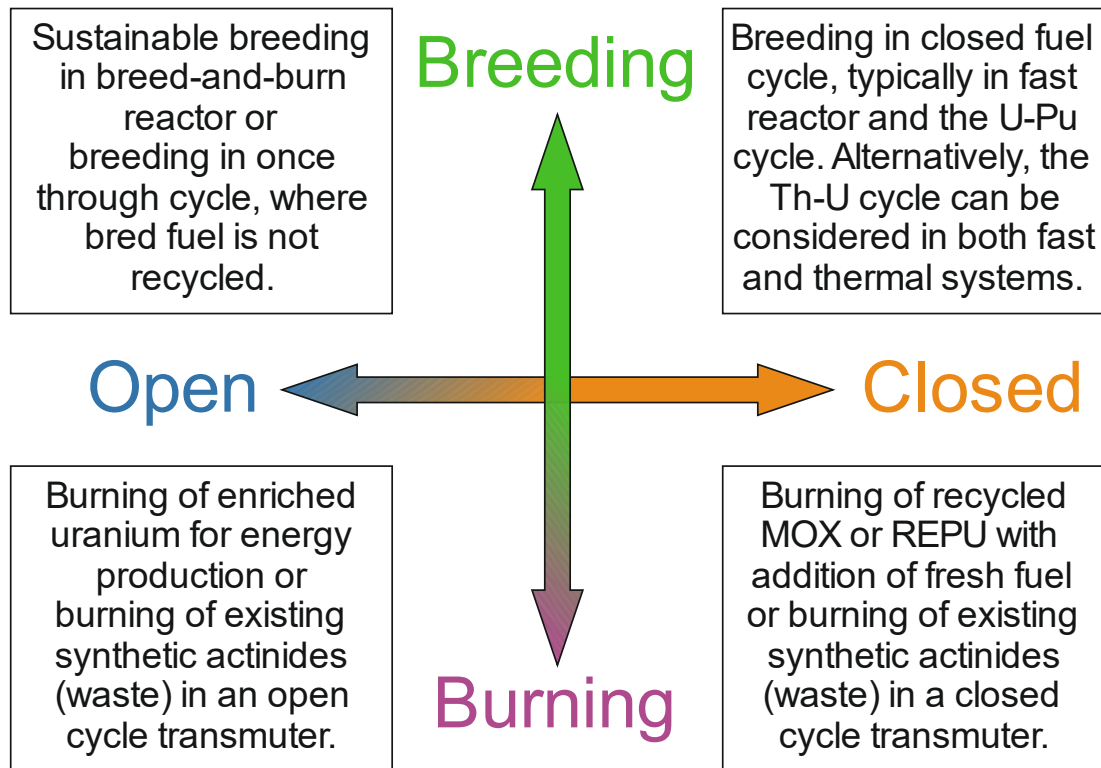 Sustainable breeding
in breed-and-burn
reactor or
breeding in once
through cycle, where
bred fuel is not
recycled.
Breeding
Breeding in closed fuel
cycle, typically in fast
reactor and the U-Pu
cycle. Alternatively, the
Th-U cycle can be
considered in both fast
and thermal systems.
Open
Closed
Burning of enriched
uranium for energy
production or
burning of existing
synthetic actinides
(waste) in an open
cycle transmuter.
Burning
Burning of recycled
MOX or REPU with
addition of fresh fuel
or burning of existing
synthetic actinides
(waste) in a closed
cycle transmuter.